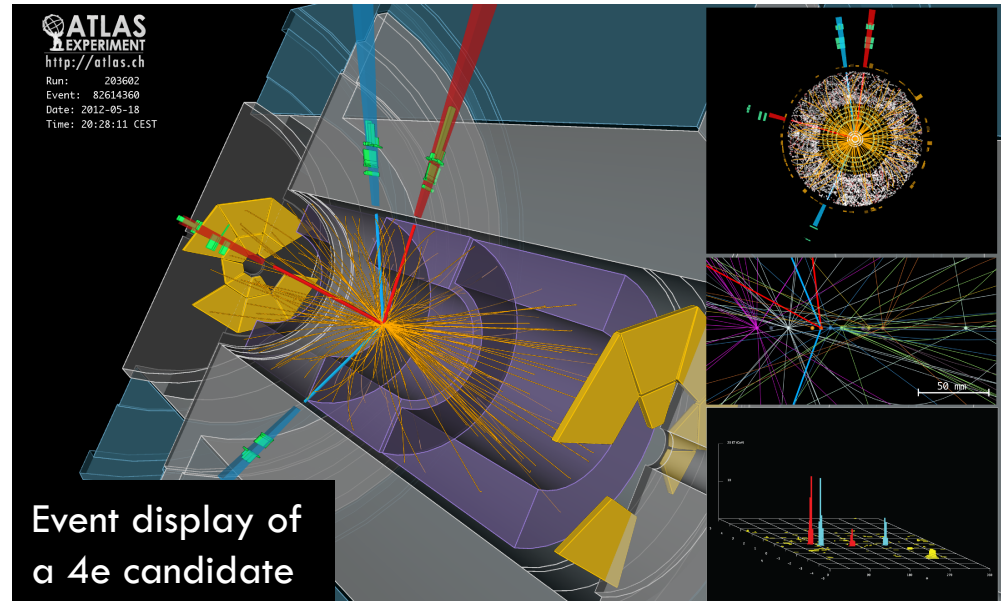 ATLAS
EXPERIMENT
http://atlas.ch
Run: 203602
Event: 82614360
Date: 2012-05-18
Time: 20:28:11 CEST
50 mm
Event display of
a 4e candidate